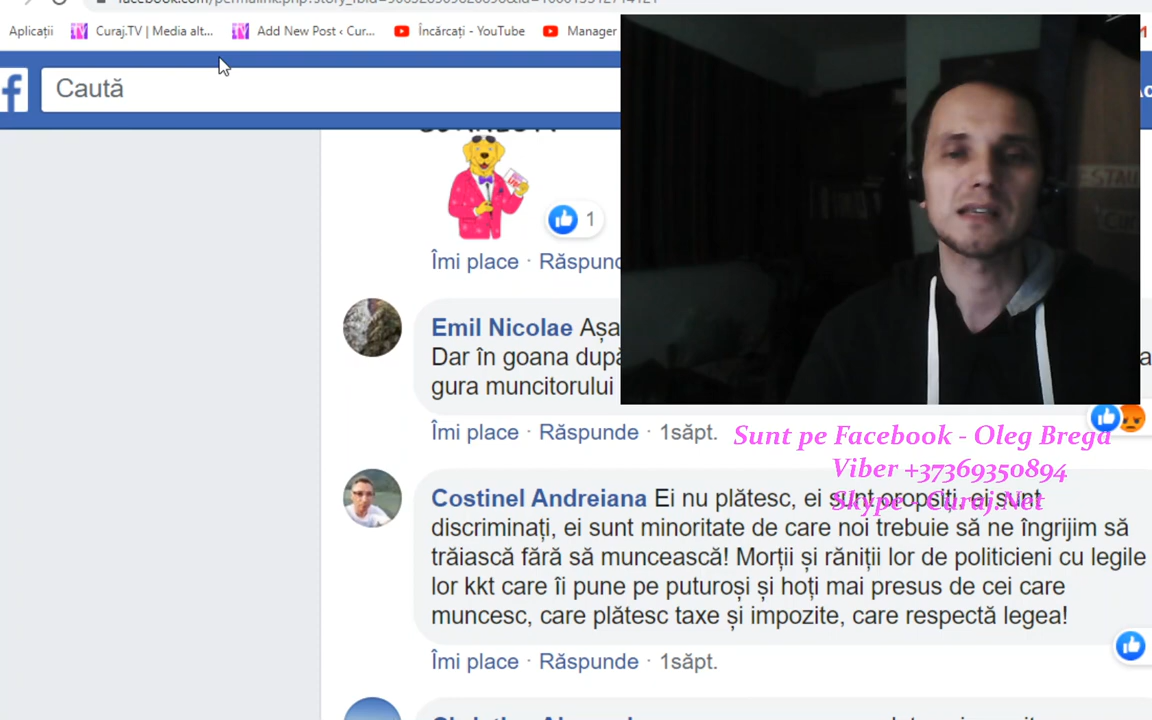 Aplicații
Curaj.TV | Media alt...
Add New Post ‹ Cur...
Încărcați - YouTube
Manager
f
Caută
1
Îmi place ·
Emil Nicolae Așa
Dar în goana
gura muncitorului
Îmi place · Răspunde · 1săpt.
Sunt pe Facebook - Oleg Brega
Viber +37369350894
Skype - Curaj.Net
Costinel Andreiana Ei nu plătesc, ei sunt oropsiți, ei sunt
discriminați, ei sunt minoritate de care noi trebuie să ne îngrijim să
trăiască fără să muncească! Morții și răniții lor de politicieni cu legile
lor kkt care îi pune pe puturoși și hoți mai presus de cei care
muncesc, care plătesc taxe și impozite, care respectă legea!
Îmi place · Răspunde · 1săpt.